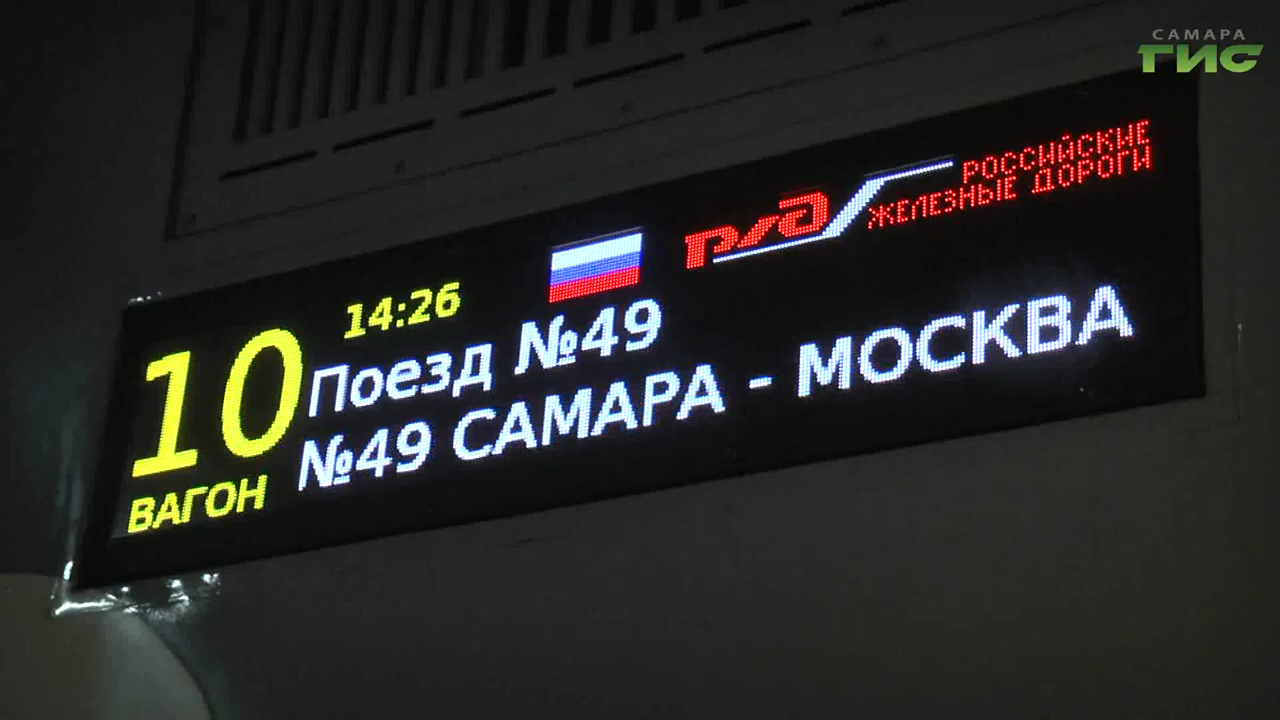 САМАРА
ГИС
РОССИЙСКИЕ
ржд ЖЕЛЕЗНЫЕ ДОРОГИ
14:26
10 Поезд №49
№49 САМАРА - МОСКВА
ВАГОН